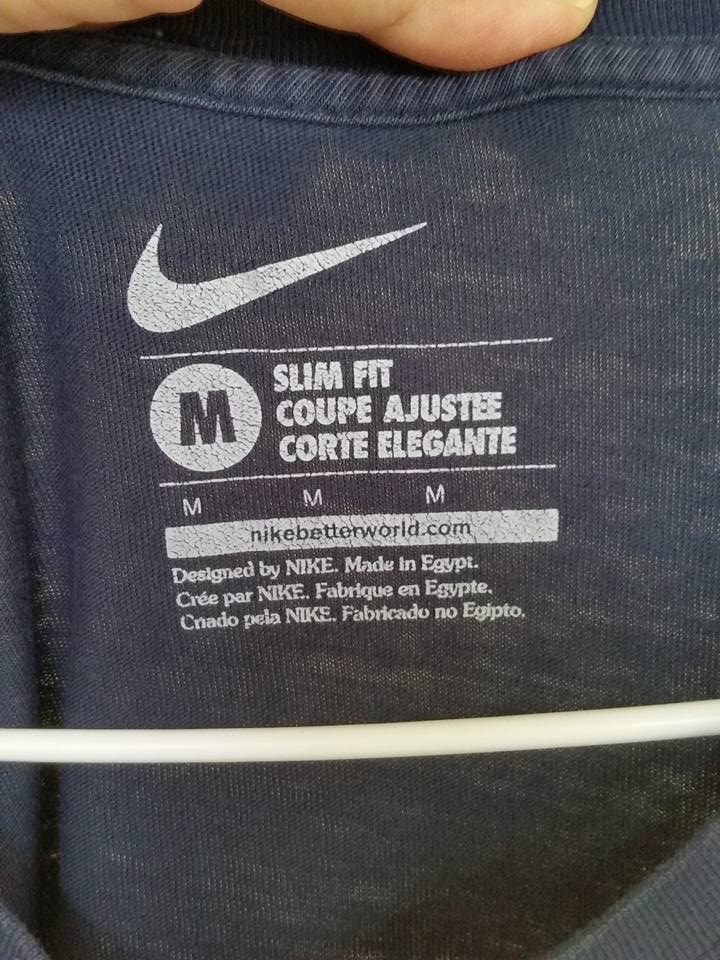 M
SLIM FIT
COUPE AJUSTEE
CORTE ELEGANTE
M M M
nikebetterworld.com
Designed by NIKE. Made in Egypt.
Crée par NIKE. Fabrique en Egypte.
Criado pela NIKE. Fabricado no Egipto.